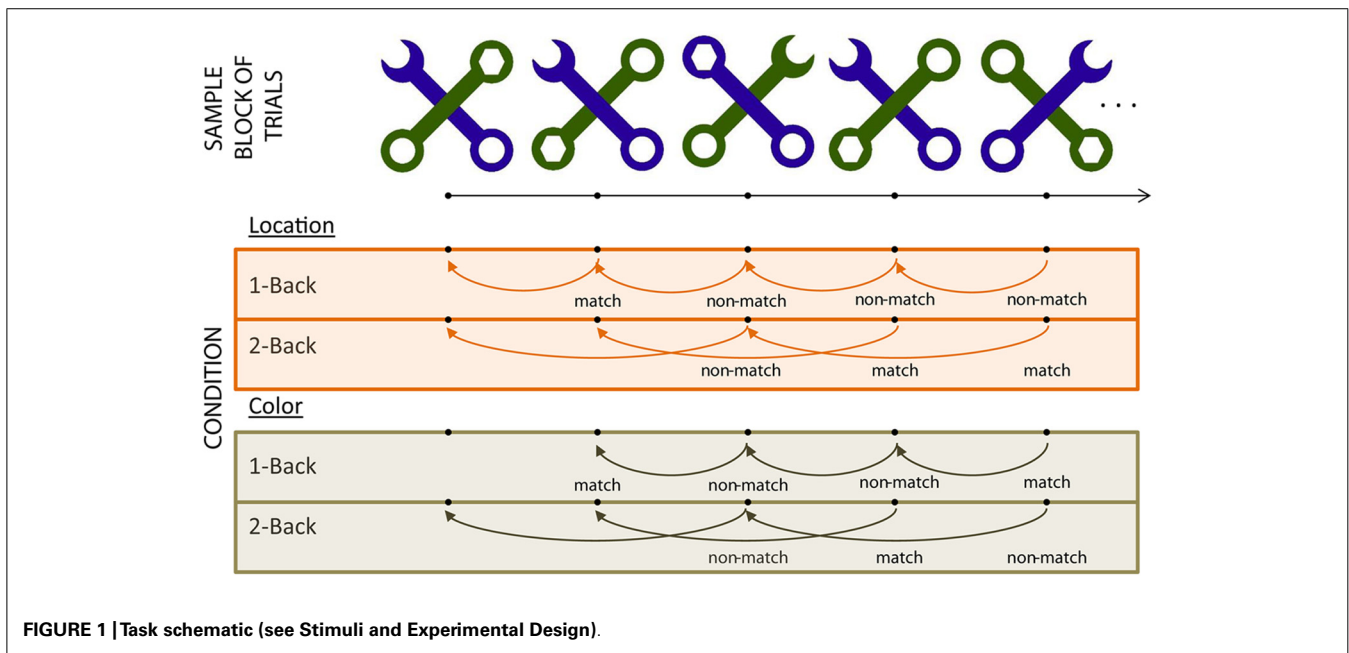 SAMPLE
BLOCK OF
TRIALS
. . .
CONDITION
Location
1-Back
match non-match non-match non-match
2-Back
non-match match match
Color
1-Back
match non-match non-match match
2-Back
non-match match non-match
FIGURE 1 | Task schematic (see Stimuli and Experimental Design).